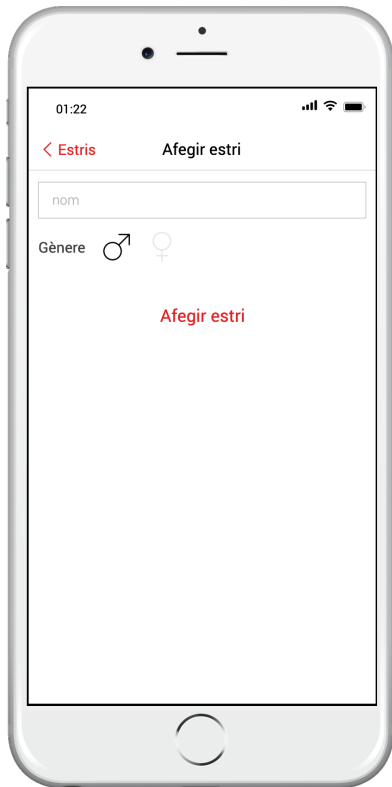 01:22
Estris Afegir estri
nom
Gènere
Afegir estri